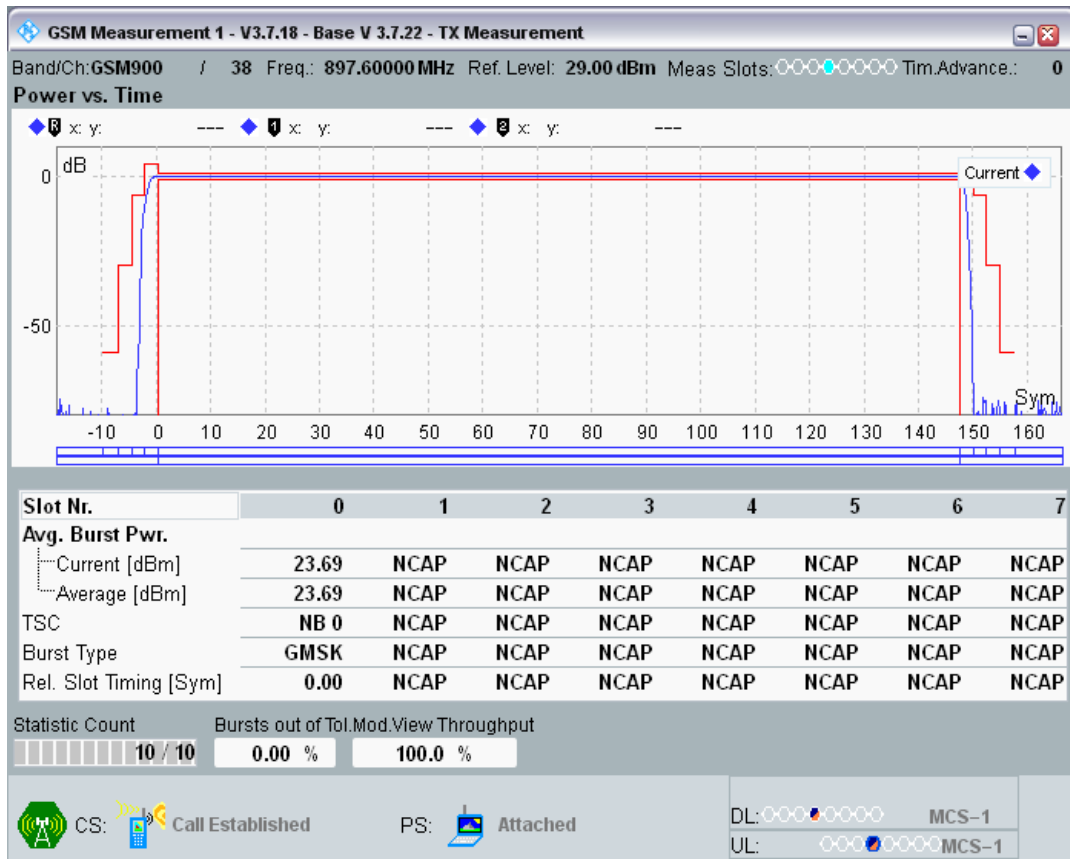 GSM Measurement 1 - V3.7.18 - Base V 3.7.22 - TX Measurement
Band/Ch:GSM900 / 38 Freq.: 897.60000 MHz Ref. Level: 29.00 dBm Meas Slots: Tim.Advance.: 0
Power vs. Time
R x: y: --- 1 x: y: --- 2 x: y: ---
dB
0
Current
-50
Sym
-10 0 10 20 30 40 50 60 70 80 90 100 110 120 130 140 150 160
Slot Nr. 0 1 2 3 4 5 6 7
Avg. Burst Pwr.
Current [dBm] 23.69 NCAP NCAP NCAP NCAP NCAP NCAP NCAP
Average [dBm] 23.69 NCAP NCAP NCAP NCAP NCAP NCAP NCAP
TSC NB 0 NCAP NCAP NCAP NCAP NCAP NCAP NCAP
Burst Type GMSK NCAP NCAP NCAP NCAP NCAP NCAP NCAP
Rel. Slot Timing [Sym] 0.00 NCAP NCAP NCAP NCAP NCAP NCAP NCAP
Statistic Count Bursts out of Tol.Mod.View Throughput
10 / 10 0.00 % 100.0 %
CS: Call Established PS: Attached
DL: MCS-1
UL: MCS-1